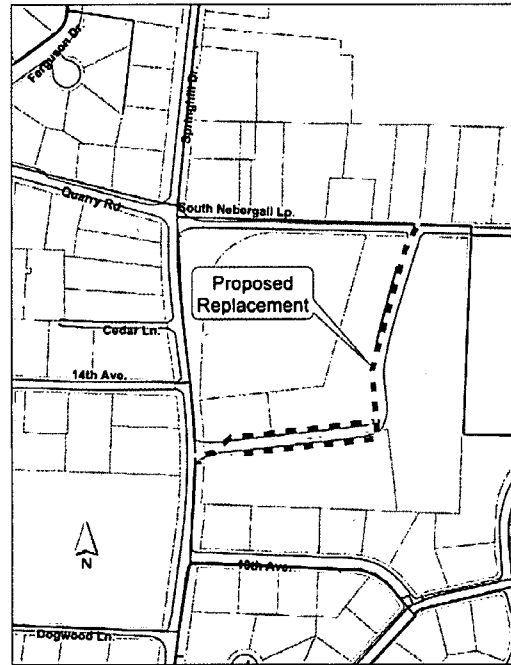 Ferguson Dr.
Springhill Dr.
Quarry Rd.
South Nebergall Lp.
Proposed
Replacement
Cedar Ln.
14th Ave.
N
Dogwood Ln.